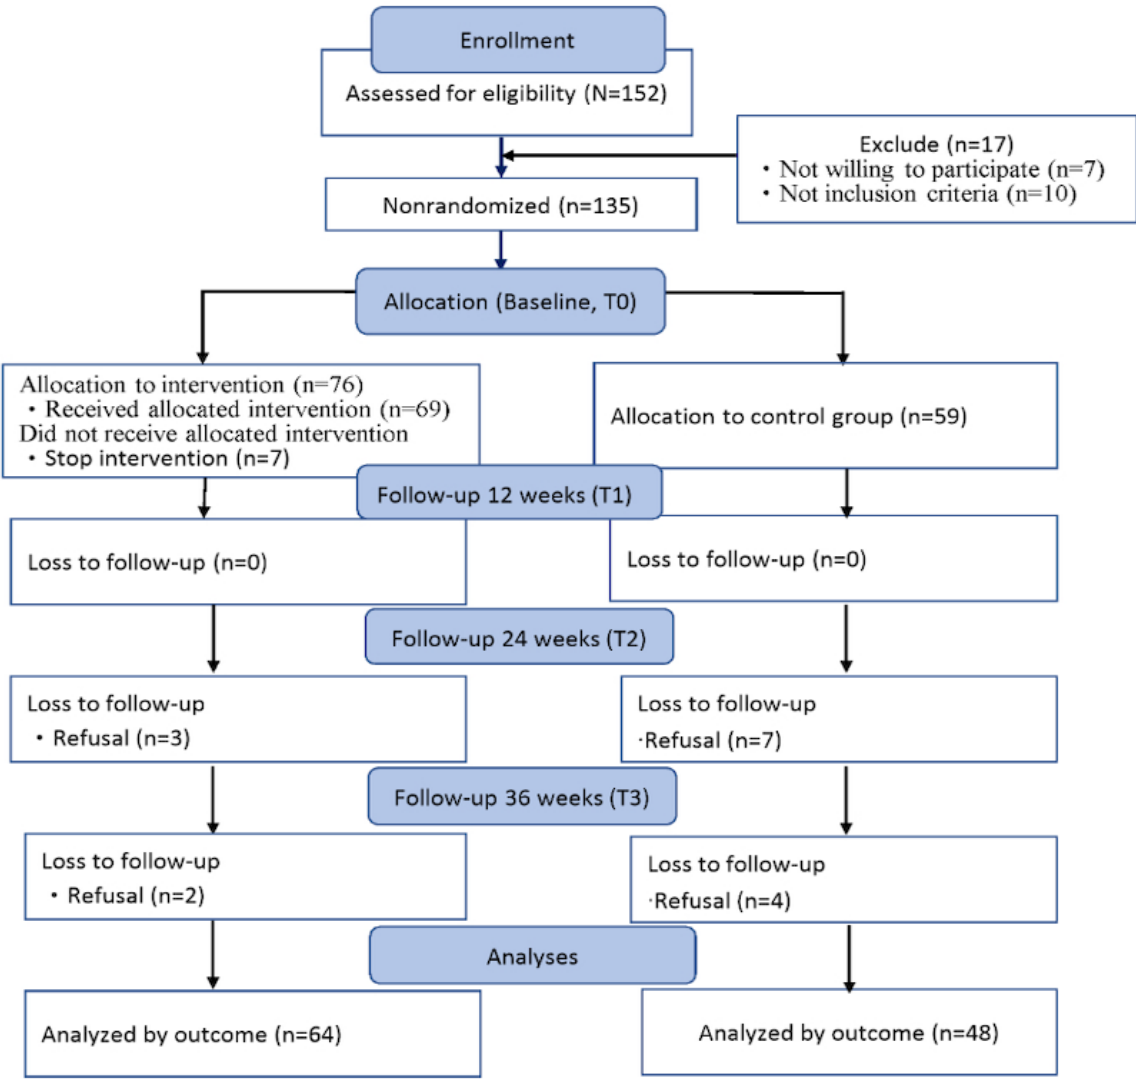 Enrollment
Assessed for eligibility (N=152)
Exclude (n=17)
• Not willing to participate (n=7)
• Not inclusion criteria (n=10)
Nonrandomized (n=135)
Allocation (Baseline, T0)
Allocation to intervention (n=76)
• Received allocated intervention (n=69)
Did not receive allocated intervention
• Stop intervention (n=7)
Allocation to control group (n=59)
Follow-up 12 weeks (T1)
Loss to follow-up (n=0)
Loss to follow-up (n=0)
Follow-up 24 weeks (T2)
Loss to follow-up
• Refusal (n=3)
Loss to follow-up
·Refusal (n=7)
Follow-up 36 weeks (T3)
Loss to follow-up
• Refusal (n=2)
Loss to follow-up
·Refusal (n=4)
Analyses
Analyzed by outcome (n=64)
Analyzed by outcome (n=48)